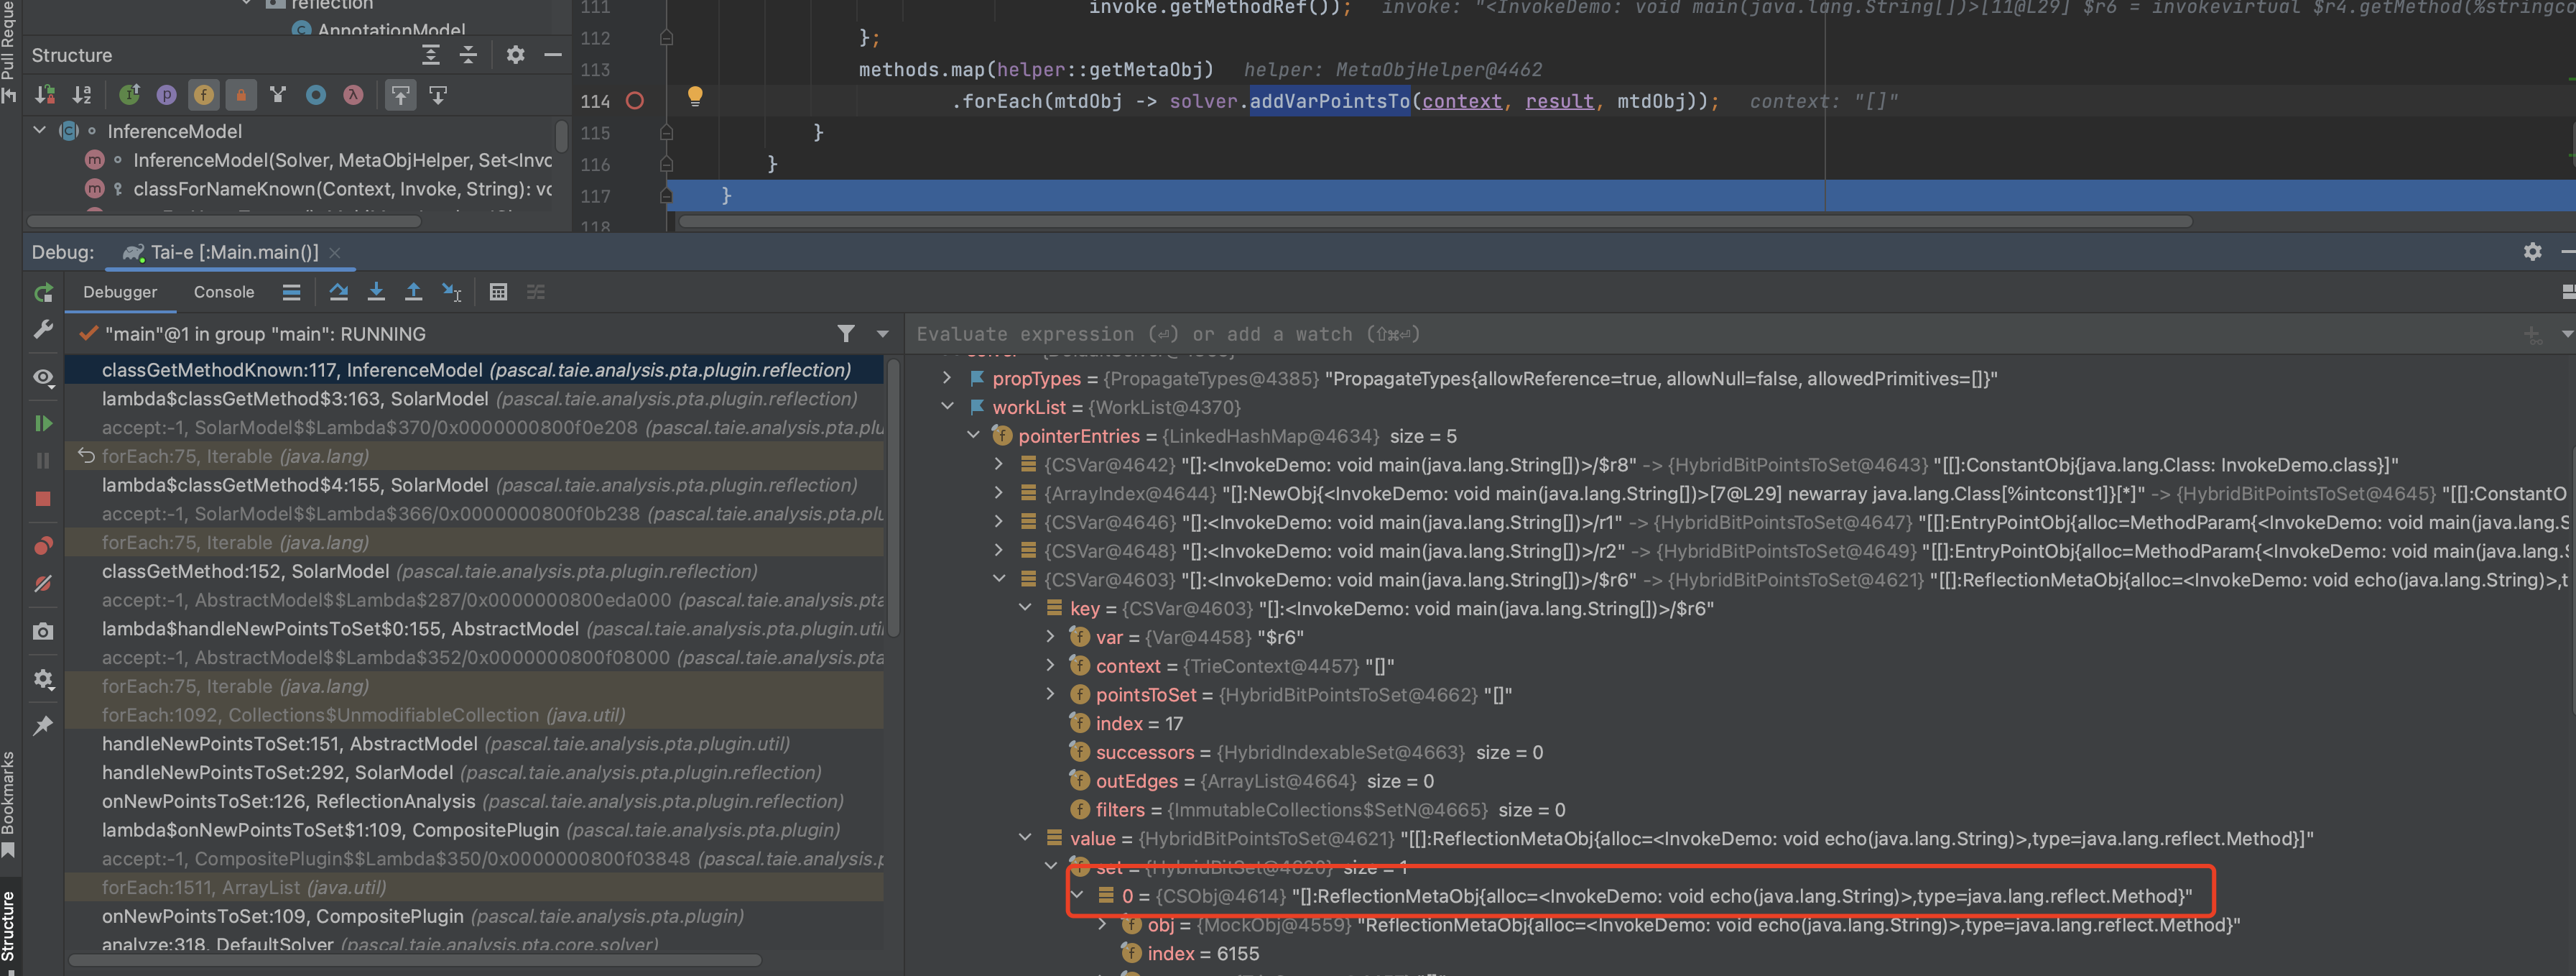 Pull Reque
reflection
AnnotationModel
Structure
InferenceModel
InferenceModel(Solver, MetaObjHelper, Set<Invo
classForNameKnown(Context, Invoke, String): vo
111 invoke.getMethodRef()); invoke: "<InvokeDemo: void main(java.lang.String[])>[11@L29] $r6 = invokevirtual $r4.getMethod(%stringco
112 };
113 methods.map(helper::getMetaObj) helper: MetaObjHelper@4462
114 .forEach(mtdObj -> solver.addVarPointsTo(context, result, mtdObj)); context: "[]"
115 }
116 }
117 }
118
Debug: Tai-e [:Main.main()]
Debugger Console
"main"@1 in group "main": RUNNING
classGetMethodKnown:117, InferenceModel (pascal.taie.analysis.pta.plugin.reflection)
lambda$classGetMethod$3:163, SolarModel (pascal.taie.analysis.pta.plugin.reflection)
accept:-1, SolarModel$$Lambda$370/0x0000000800f0e208 (pascal.taie.analysis.pta.plu
forEach:75, Iterable (java.lang)
lambda$classGetMethod$4:155, SolarModel (pascal.taie.analysis.pta.plugin.reflection)
accept:-1, SolarModel$$Lambda$366/0x0000000800f0b238 (pascal.taie.analysis.pta.plu
forEach:75, Iterable (java.lang)
classGetMethod:152, SolarModel (pascal.taie.analysis.pta.plugin.reflection)
accept:-1, AbstractModel$$Lambda$287/0x0000000800eda000 (pascal.taie.analysis.pta
lambda$handleNewPointsToSet$0:155, AbstractModel (pascal.taie.analysis.pta.plugin.util
accept:-1, AbstractModel$$Lambda$352/0x0000000800f08000 (pascal.taie.analysis.pta
forEach:75, Iterable (java.lang)
forEach:1092, Collections$UnmodifiableCollection (java.util)
handleNewPointsToSet:151, AbstractModel (pascal.taie.analysis.pta.plugin.util)
handleNewPointsToSet:292, SolarModel (pascal.taie.analysis.pta.plugin.reflection)
onNewPointsToSet:126, ReflectionAnalysis (pascal.taie.analysis.pta.plugin.reflection)
lambda$onNewPointsToSet$1:109, CompositePlugin (pascal.taie.analysis.pta.plugin)
accept:-1, CompositePlugin$$Lambda$350/0x0000000800f03848 (pascal.taie.analysis.p
forEach:1511, ArrayList (java.util)
onNewPointsToSet:109, CompositePlugin (pascal.taie.analysis.pta.plugin)
analyze:318, DefaultSolver (pascal.taie.analysis.pta.core.solver)
Evaluate expression (⏎) or add a watch (⇧⌘⏎)
propTypes = {PropagateTypes@4385} "PropagateTypes{allowReference=true, allowNull=false, allowedPrimitives=[]}"
workList = {WorkList@4370}
pointerEntries = {LinkedHashMap@4634} size = 5
{CSVar@4642} "[]:<InvokeDemo: void main(java.lang.String[])>/$r8" -> {HybridBitPointsToSet@4643} "[[]:ConstantObj{java.lang.Class: InvokeDemo.class}]"
{ArrayIndex@4644} "[]:NewObj{<InvokeDemo: void main(java.lang.String[])>[7@L29] newarray java.lang.Class[%intconst1]}[*]" -> {HybridBitPointsToSet@4645} "[[]:ConstantO
{CSVar@4646} "[]:<InvokeDemo: void main(java.lang.String[])>/r1" -> {HybridBitPointsToSet@4647} "[[]:EntryPointObj{alloc=MethodParam{<InvokeDemo: void main(java.lang.S
{CSVar@4648} "[]:<InvokeDemo: void main(java.lang.String[])>/r2" -> {HybridBitPointsToSet@4649} "[[]:EntryPointObj{alloc=MethodParam{<InvokeDemo: void main(java.lang.S
{CSVar@4603} "[]:<InvokeDemo: void main(java.lang.String[])>/$r6" -> {HybridBitPointsToSet@4621} "[[]:ReflectionMetaObj{alloc=<InvokeDemo: void echo(java.lang.String)>,t
key = {CSVar@4603} "[]:<InvokeDemo: void main(java.lang.String[])>/$r6"
var = {Var@4458} "$r6"
context = {TrieContext@4457} "[]"
pointsToSet = {HybridBitPointsToSet@4662} "[]"
index = 17
successors = {HybridIndexableSet@4663} size = 0
outEdges = {ArrayList@4664} size = 0
filters = {ImmutableCollections$SetN@4665} size = 0
value = {HybridBitPointsToSet@4621} "[[]:ReflectionMetaObj{alloc=<InvokeDemo: void echo(java.lang.String)>,type=java.lang.reflect.Method}]"
set = {HybridBitSet@4620} size = 1
0 = {CSObj@4614} "[]:ReflectionMetaObj{alloc=<InvokeDemo: void echo(java.lang.String)>,type=java.lang.reflect.Method}"
obj = {MockObj@4559} "ReflectionMetaObj{alloc=<InvokeDemo: void echo(java.lang.String)>,type=java.lang.reflect.Method}"
index = 6155
Bookmarks
Structure